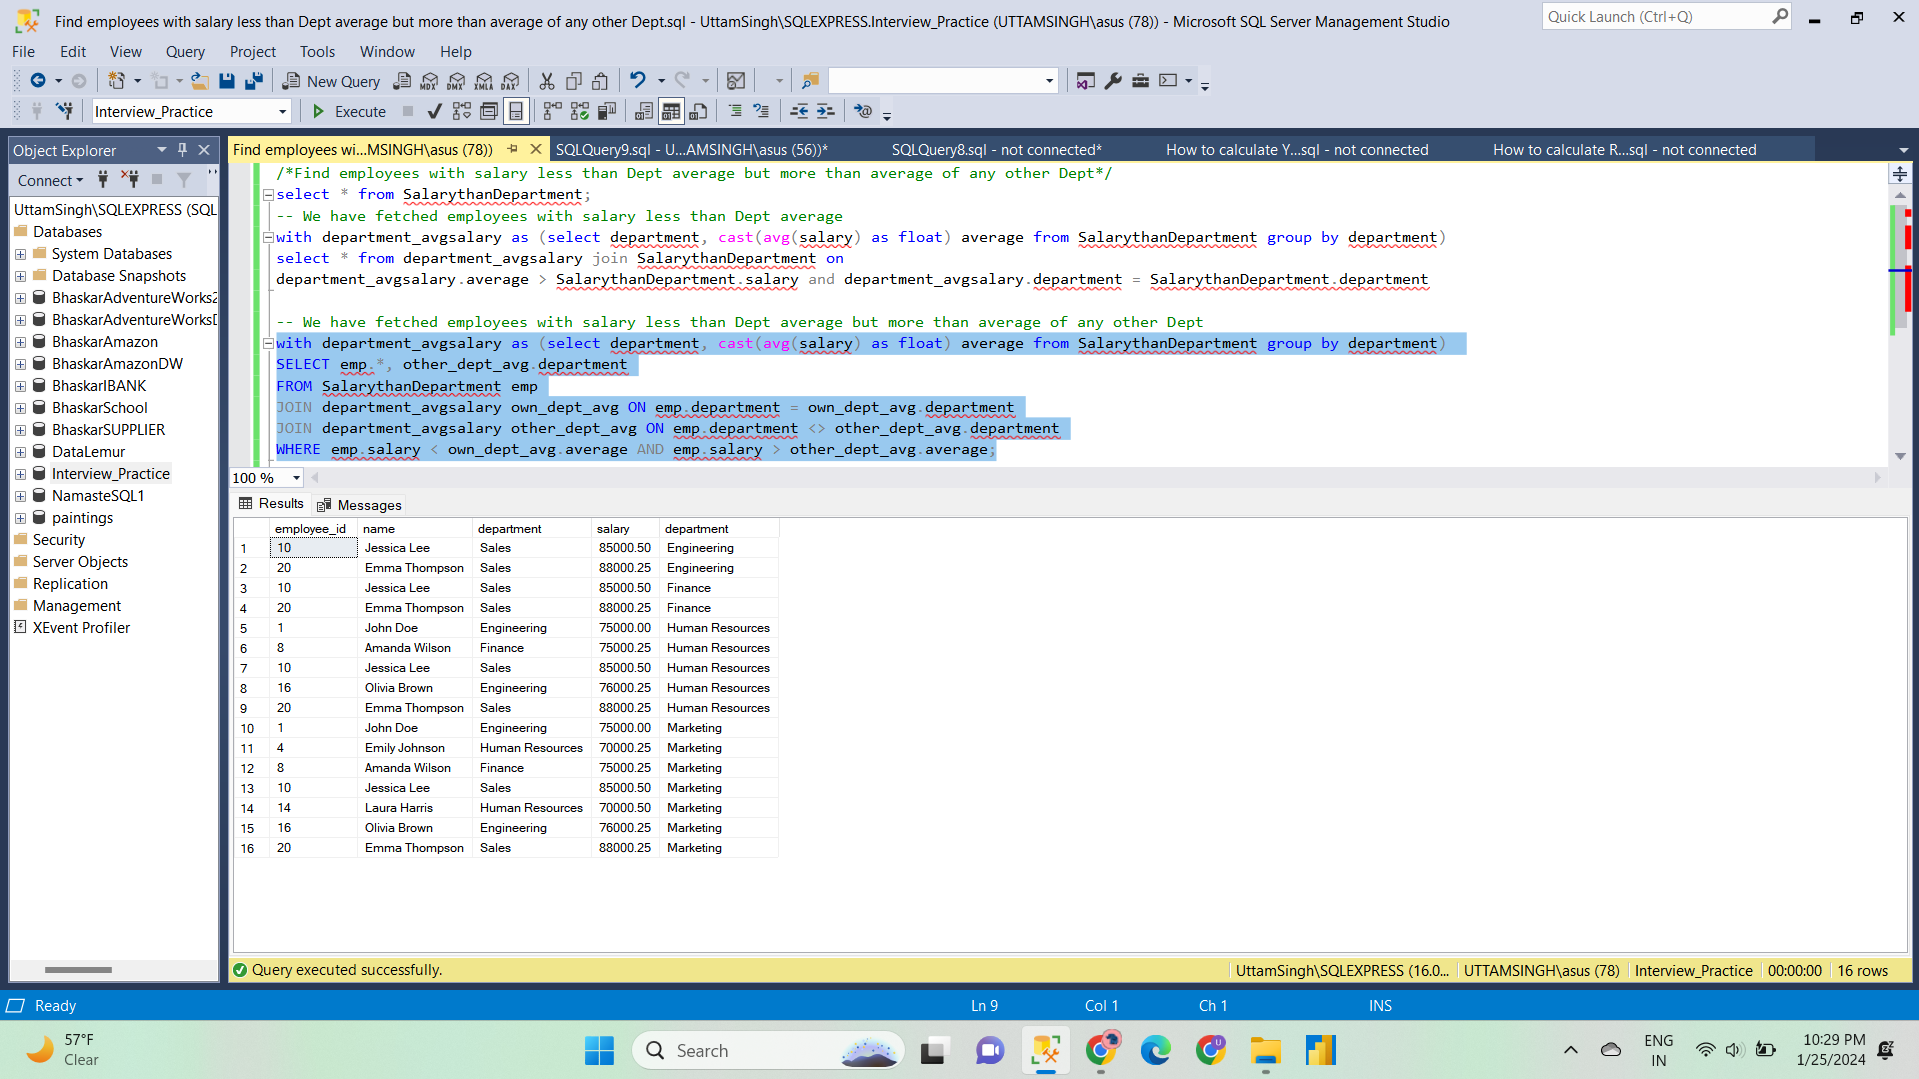 Find employees with salary less than Dept average but more than average of any other Dept.sql - UttamSingh\SQLEXPRESS.Interview_Practice (UTTAMSINGH\asus (78)) - Microsoft SQL Server Management Studio
Quick Launch (Ctrl+Q)
File Edit View Query Project Tools Window Help
New Query MDX DMX XMLA DAX
Interview_Practice Execute
Object Explorer
Find employees wi...MSINGH\asus (78)) SQLQuery9.sql - U...AMSINGH\asus (56))* SQLQuery8.sql - not connected* How to calculate Y...sql - not connected How to calculate R...sql - not connected
Connect
UttamSingh\SQLEXPRESS (SQL
Databases
System Databases
Database Snapshots
BhaskarAdventureWorks2
BhaskarAdventureWorksD
BhaskarAmazon
BhaskarAmazonDW
BhaskarIBANK
BhaskarSchool
BhaskarSUPPLIER
DataLemur
Interview_Practice
NamasteSQL1
paintings
Security
Server Objects
Replication
Management
XEvent Profiler
/*Find employees with salary less than Dept average but more than average of any other Dept*/
select * from SalarythanDepartment;
-- We have fetched employees with salary less than Dept average
with department_avgsalary as (select department, cast(avg(salary) as float) average from SalarythanDepartment group by department)
select * from department_avgsalary join SalarythanDepartment on
department_avgsalary.average > SalarythanDepartment.salary and department_avgsalary.department = SalarythanDepartment.department
-- We have fetched employees with salary less than Dept average but more than average of any other Dept
with department_avgsalary as (select department, cast(avg(salary) as float) average from SalarythanDepartment group by department)
SELECT emp.*, other_dept_avg.department
FROM SalarythanDepartment emp
JOIN department_avgsalary own_dept_avg ON emp.department = own_dept_avg.department
JOIN department_avgsalary other_dept_avg ON emp.department <> other_dept_avg.department
WHERE emp.salary < own_dept_avg.average AND emp.salary > other_dept_avg.average;
100 %
Results Messages
employee_id name department salary department
1 10 Jessica Lee Sales 85000.50 Engineering
2 20 Emma Thompson Sales 88000.25 Engineering
3 10 Jessica Lee Sales 85000.50 Finance
4 20 Emma Thompson Sales 88000.25 Finance
5 1 John Doe Engineering 75000.00 Human Resources
6 8 Amanda Wilson Finance 75000.25 Human Resources
7 10 Jessica Lee Sales 85000.50 Human Resources
8 16 Olivia Brown Engineering 76000.25 Human Resources
9 20 Emma Thompson Sales 88000.25 Human Resources
10 1 John Doe Engineering 75000.00 Marketing
11 4 Emily Johnson Human Resources 70000.25 Marketing
12 8 Amanda Wilson Finance 75000.25 Marketing
13 10 Jessica Lee Sales 85000.50 Marketing
14 14 Laura Harris Human Resources 70000.50 Marketing
15 16 Olivia Brown Engineering 76000.25 Marketing
16 20 Emma Thompson Sales 88000.25 Marketing
Query executed successfully. UttamSingh\SQLEXPRESS (16.0... UTTAMSINGH\asus (78) Interview_Practice 00:00:00 16 rows
Ready Ln 9 Col 1 Ch 1 INS
57°F
Clear
Search
ENG
IN
10:29 PM
1/25/2024